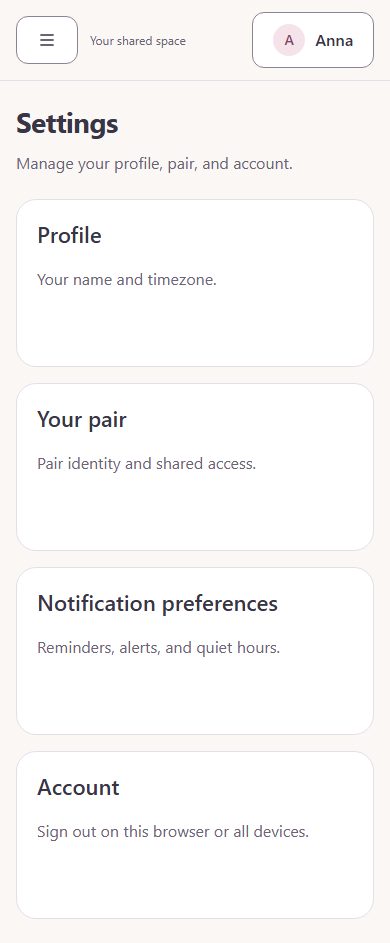 Your shared space
A Anna
Settings
Manage your profile, pair, and account.
Profile
Your name and timezone.
Your pair
Pair identity and shared access.
Notification preferences
Reminders, alerts, and quiet hours.
Account
Sign out on this browser or all devices.